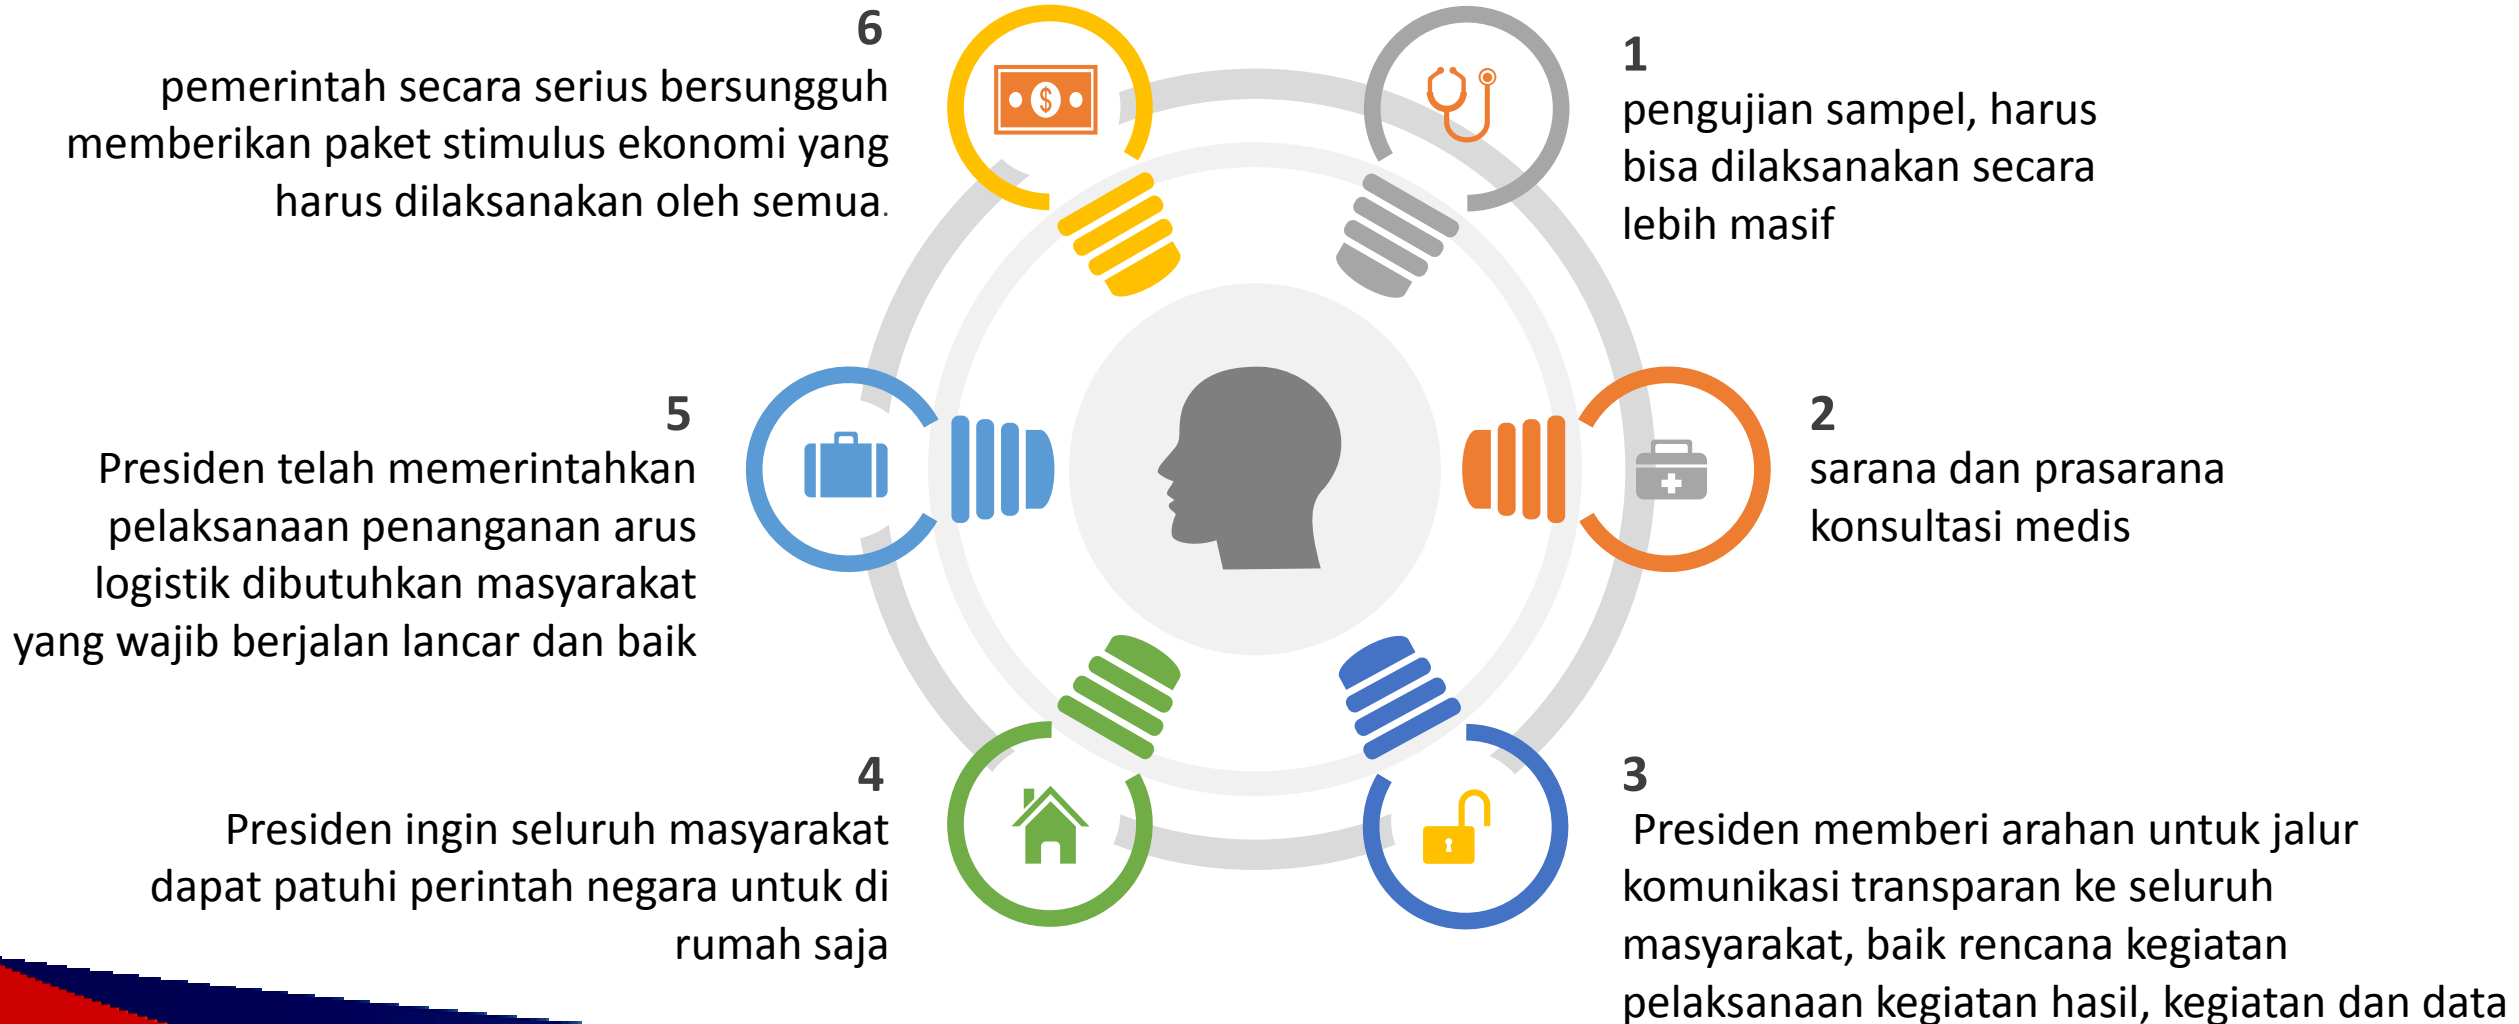 1
pengujian sampel, harus
bisa dilaksanakan secara
lebih masif
2
sarana dan prasarana
konsultasi medis
3
Presiden memberi arahan untuk jalur
komunikasi transparan ke seluruh
masyarakat, baik rencana kegiatan
pelaksanaan kegiatan hasil, kegiatan dan data
4
Presiden ingin seluruh masyarakat
dapat patuhi perintah negara untuk di
rumah saja
5
Presiden telah memerintahkan
pelaksanaan penanganan arus
logistik dibutuhkan masyarakat
yang wajib berjalan lancar dan baik
6
pemerintah secara serius bersungguh
memberikan paket stimulus ekonomi yang
harus dilaksanakan oleh semua.
$